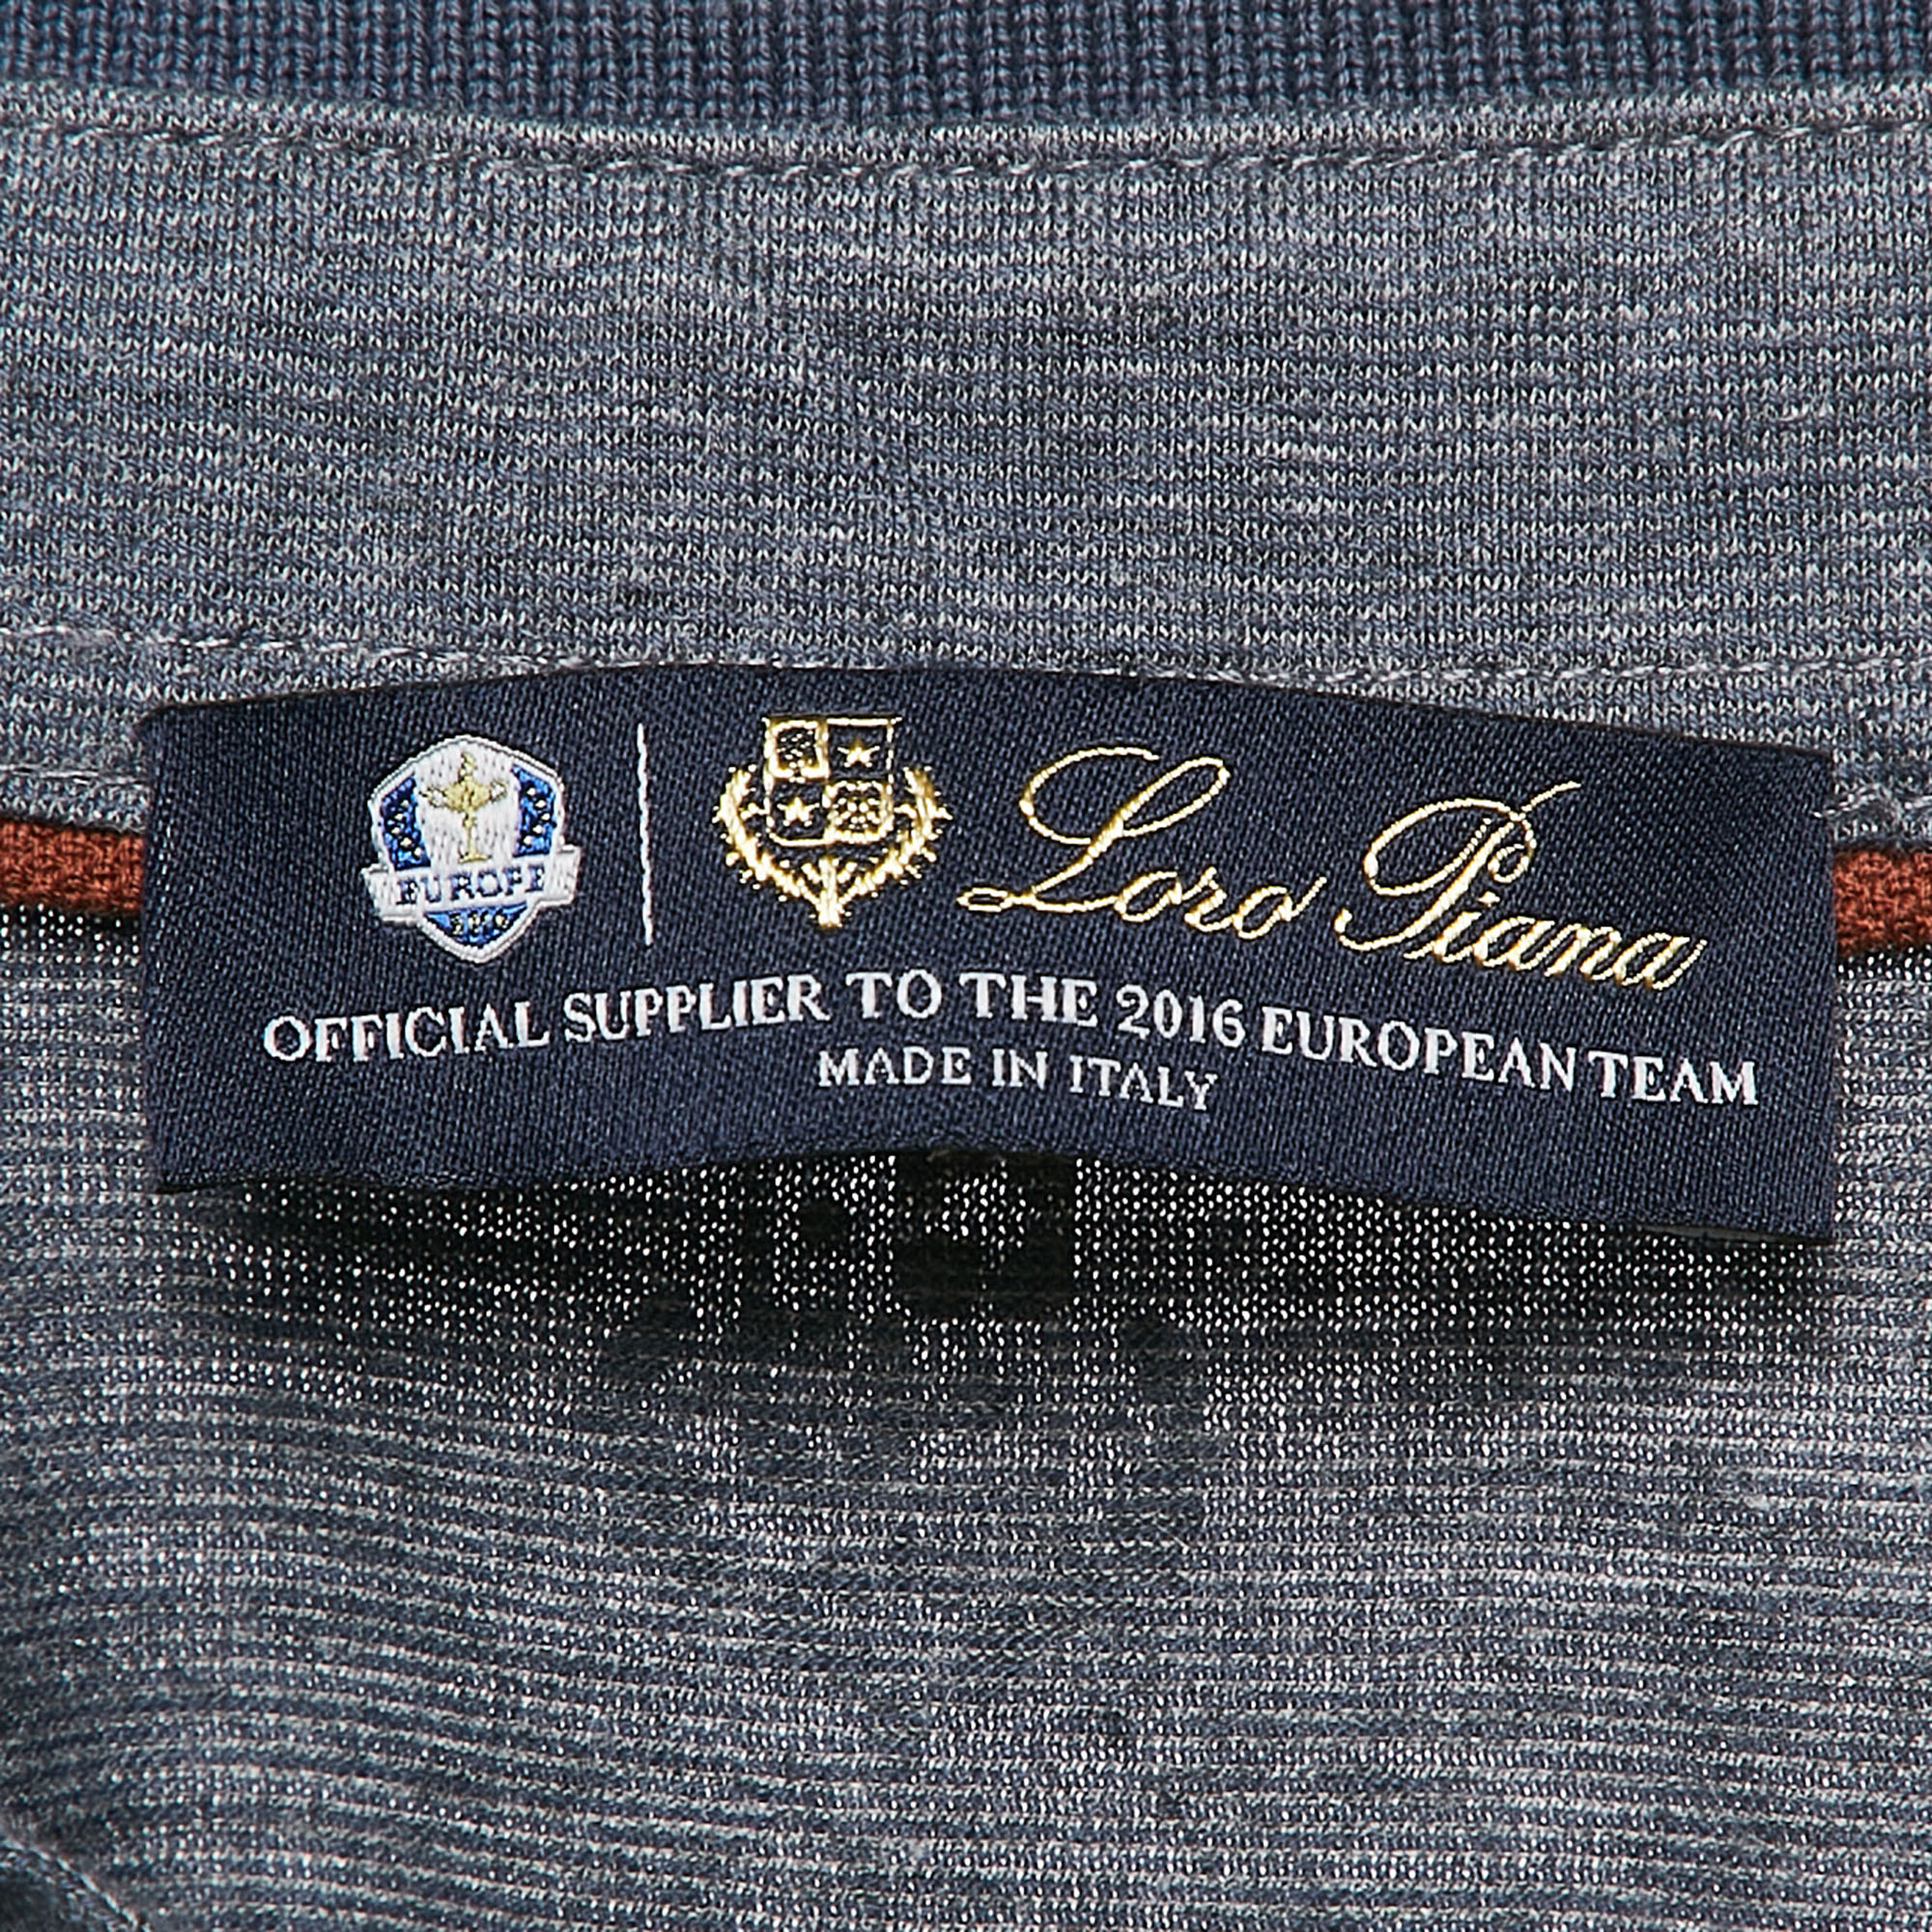 EUROPE
Loro Piana
OFFICIAL SUPPLIER TO THE 2016 EUROPEAN TEAM
MADE IN ITALY